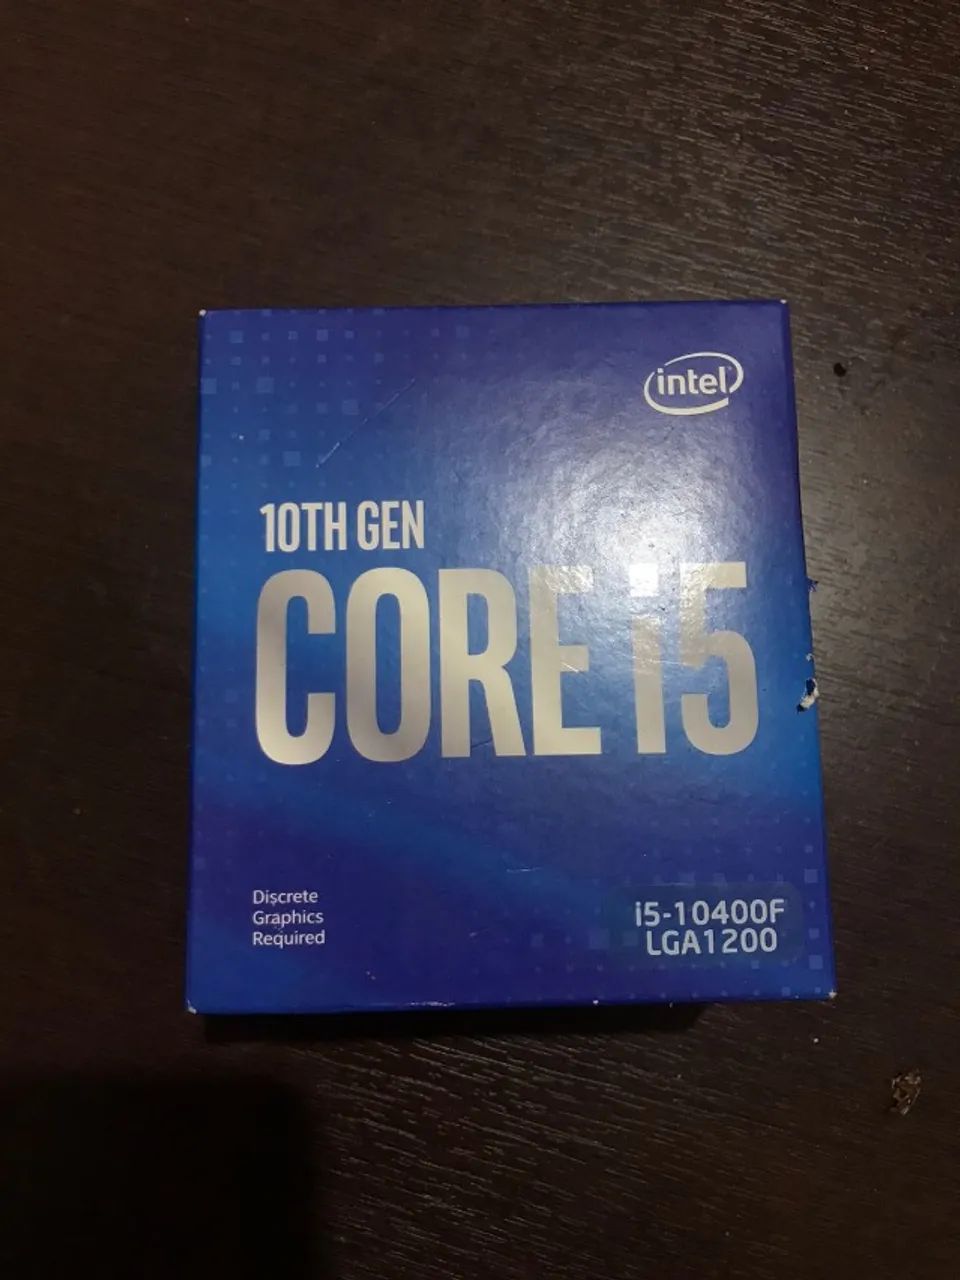 intel
10TH GEN
CORE i5
Discrete
Graphics
Required
i5-10400F
LGA1200